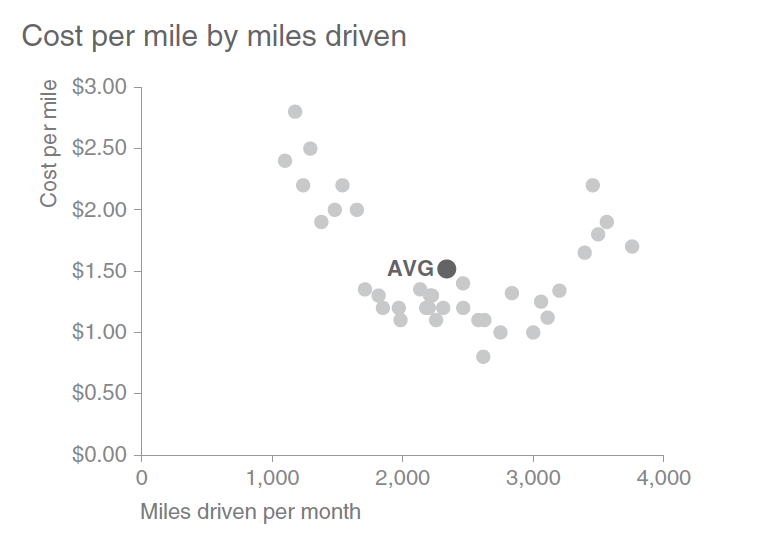 Cost per mile by miles driven
Cost per mile
$3.00
$2.50
$2.00
$1.50
$1.00
$0.50
$0.00
AVG
0 1,000 2,000 3,000 4,000
Miles driven per month